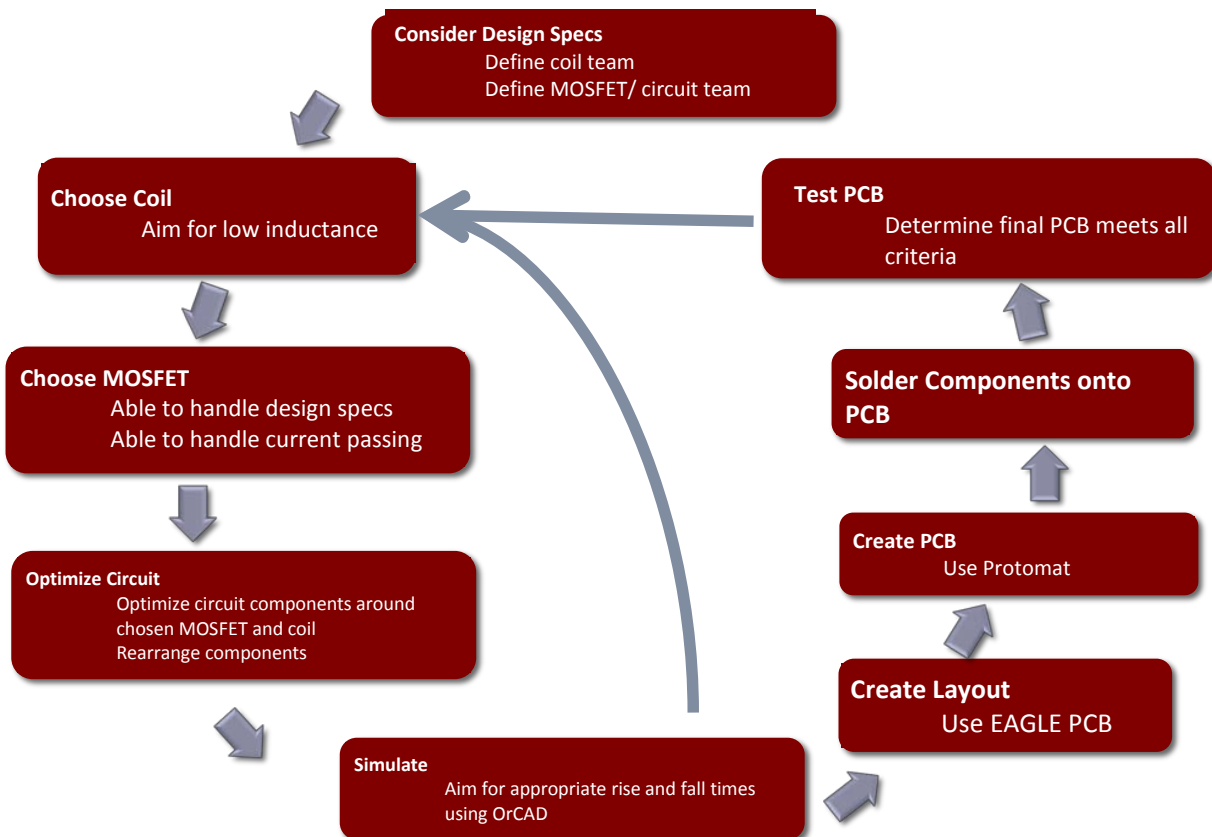 Consider Design Specs
Define coil team
Define MOSFET/ circuit team
Choose Coil
Aim for low inductance
Choose MOSFET
Able to handle design specs
Able to handle current passing
Optimize Circuit
Optimize circuit components around
chosen MOSFET and coil
Rearrange components
Simulate
Aim for appropriate rise and fall times
using OrCAD
Create Layout
Use EAGLE PCB
Create PCB
Use Protomat
Solder Components onto
PCB
Test PCB
Determine final PCB meets all
criteria